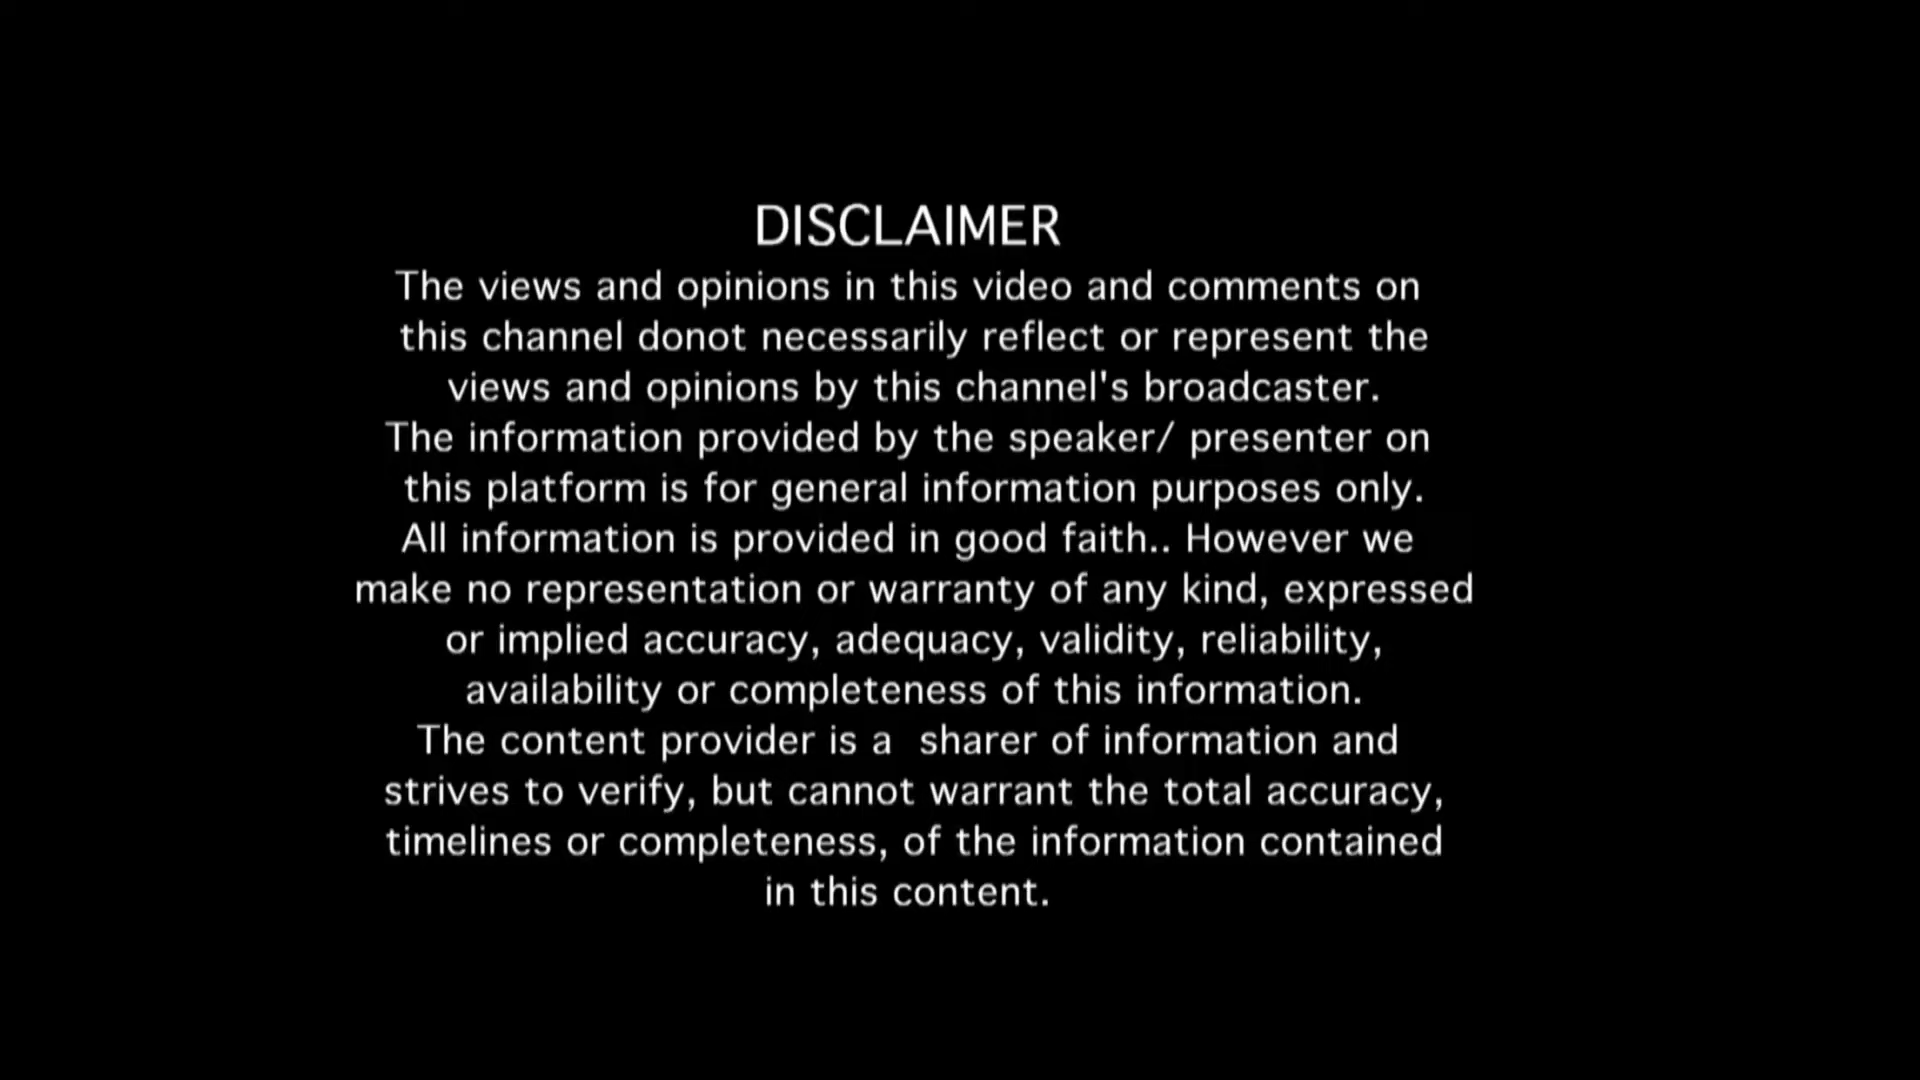 DISCLAIMER
The views and opinions in this video and comments on
this channel donot necessarily reflect or represent the
views and opinions by this channel's broadcaster.
The information provided by the speaker/ presenter on
this platform is for general information purposes only.
All information is provided in good faith.. However we
make no representation or warranty of any kind, expressed
or implied accuracy, adequacy, validity, reliability,
availability or completeness of this information.
The content provider is a  sharer of information and
strives to verify, but cannot warrant the total accuracy,
timelines or completeness, of the information contained
in this content.